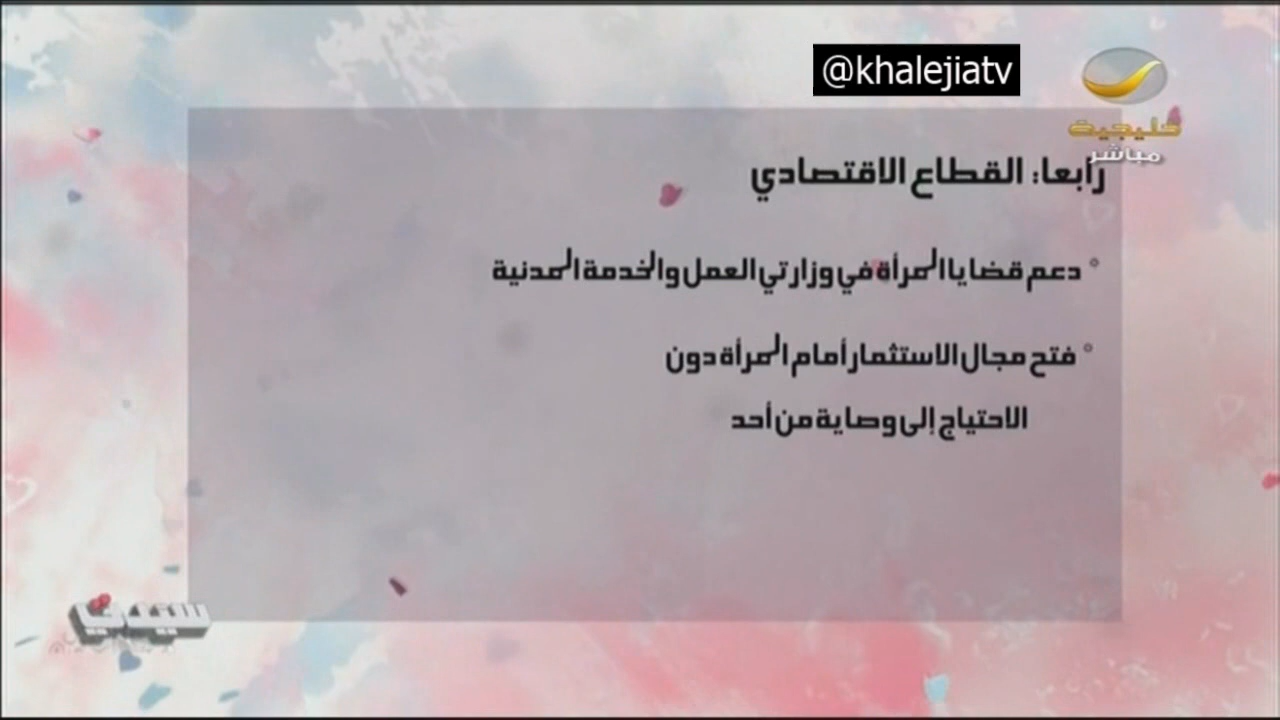 @khalejiatv
خليجية
مباشر
رابعا: القطاع الاقتصادي
° دعم قضايا المرأة في وزارتي العمل والخدمة المدنية
° فتح مجال الاستثمار أمام المرأة دون
الاحتياج إلى وصاية من أحد
سيدتي